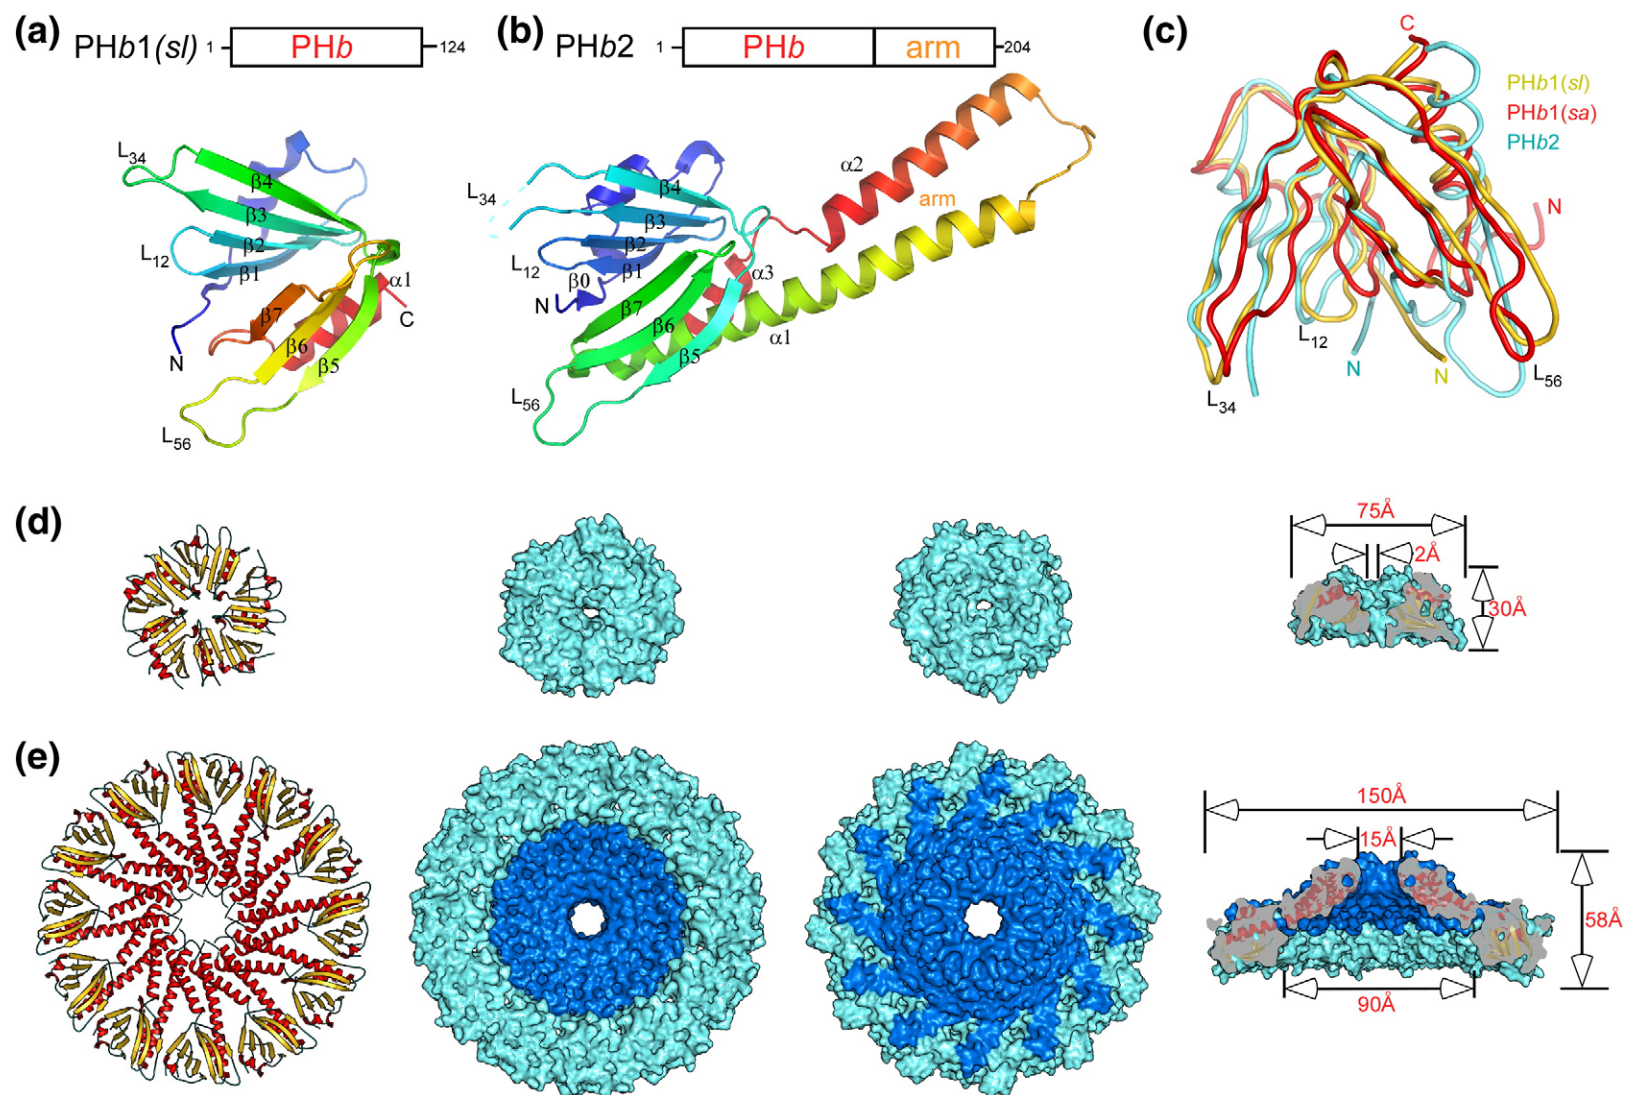 (a) PHb1(sl) 1 PHb 124
(b) PHb2 1 PHb arm 204
(c)
L34
β4
β3
β2
L12
β1
α1
β7
C
β6
N
β5
L56
L34
β4
α2
arm
β3
β2
L12
β1
β0
α3
N
β7
β6
α1
β5
L56
C
PHb1(sl)
PHb1(sa)
PHb2
N
L12
N
N
L56
L34
(d)
75Å
2Å
30Å
(e)
150Å
15Å
58Å
90Å